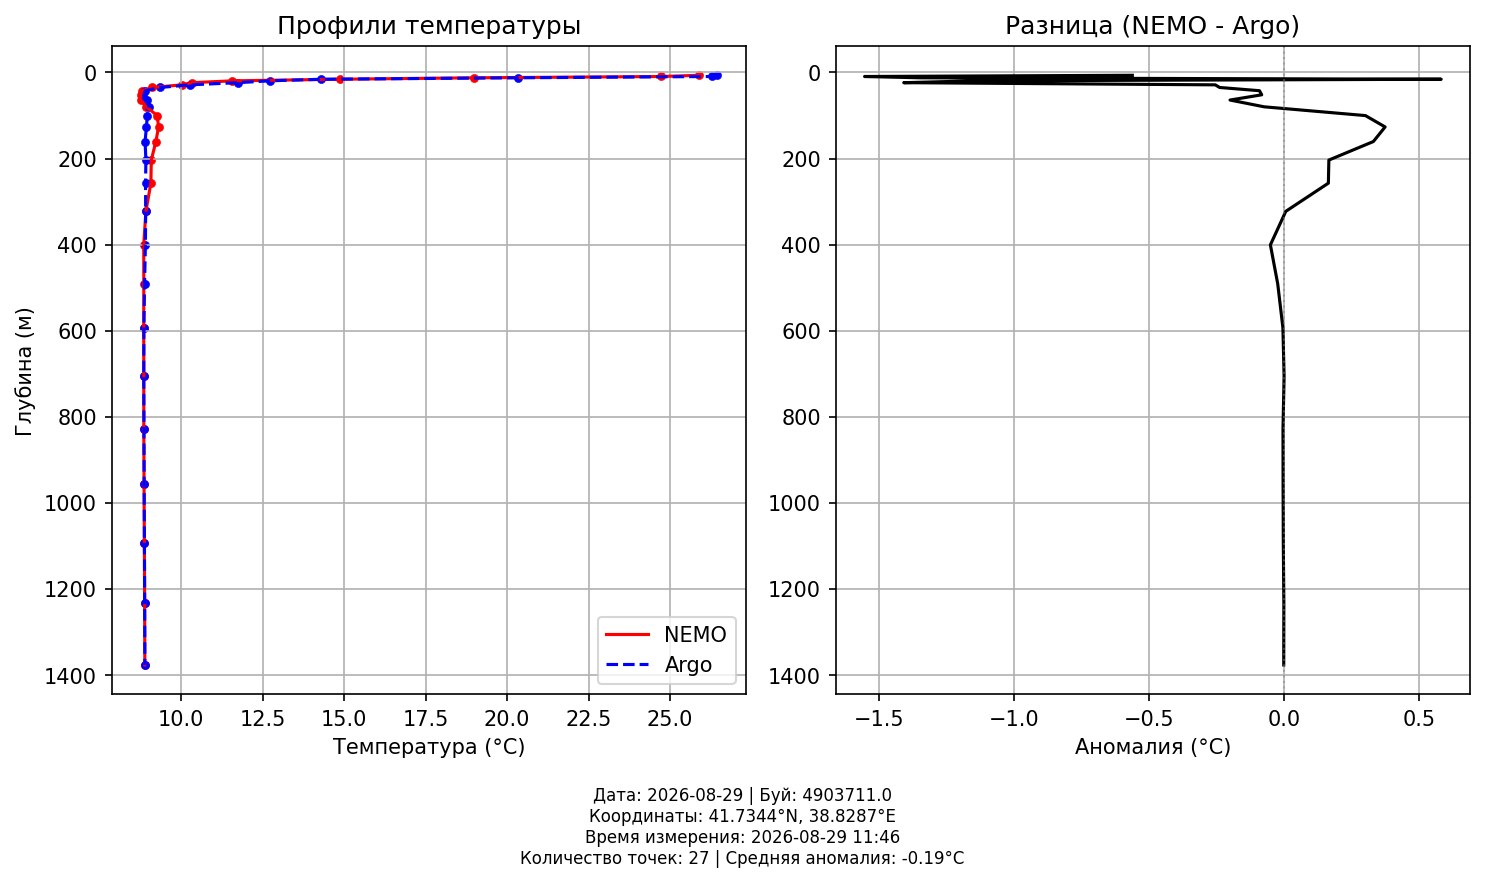 Профили температуры
Разница (NEMO - Argo)
0
200
400
600
800
1000
1200
1400
Глубина (м)
10.0 12.5 15.0 17.5 20.0 22.5 25.0
Температура (°C)
NEMO
Argo
0
200
400
600
800
1000
1200
1400
−1.5 −1.0 −0.5 0.0 0.5
Аномалия (°C)
Дата: 2026-08-29 | Буй: 4903711.0
Координаты: 41.7344°N, 38.8287°E
Время измерения: 2026-08-29 11:46
Количество точек: 27 | Средняя аномалия: -0.19°C